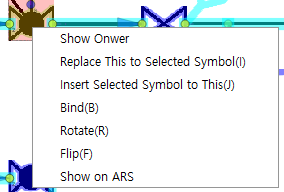 Show Onwer
Replace This to Selected Symbol(I)
Insert Selected Symbol to This(J)
Bind(B)
Rotate(R)
Flip(F)
Show on ARS